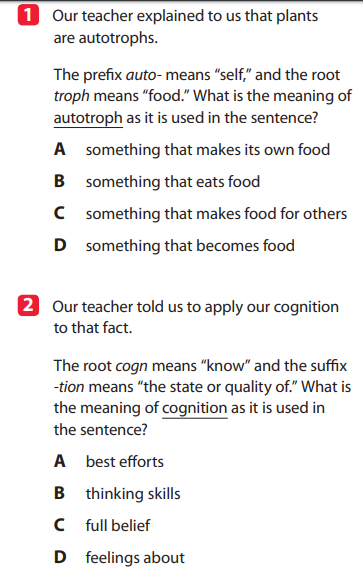 1 Our teacher explained to us that plants
are autotrophs.
The prefix auto- means “self,” and the root
troph means “food.” What is the meaning of
autotroph as it is used in the sentence?
A something that makes its own food
B something that eats food
C something that makes food for others
D something that becomes food
2 Our teacher told us to apply our cognition
to that fact.
The root cogn means “know” and the suffix
-tion means “the state or quality of.” What is
the meaning of cognition as it is used in
the sentence?
A best efforts
B thinking skills
C full belief
D feelings about